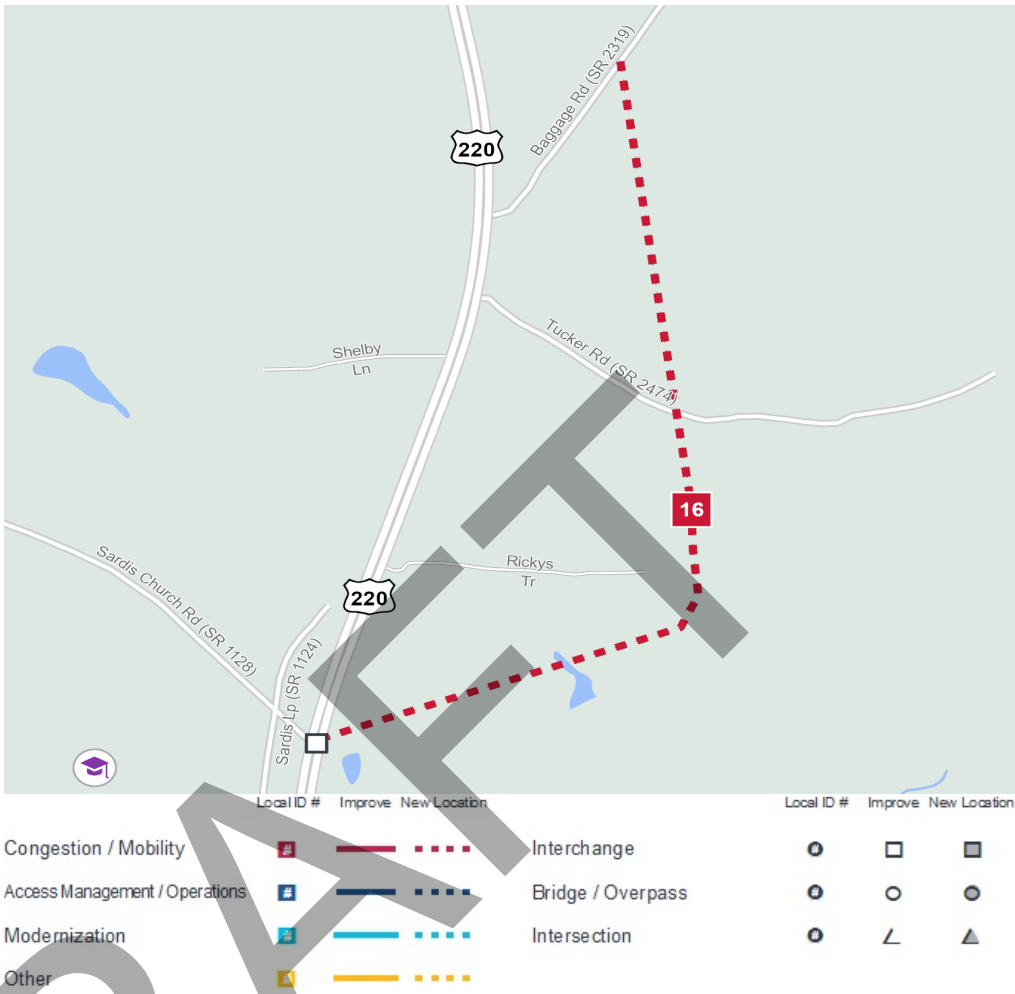 Baggage Rd (SR 2319)
220
Tucker Rd (SR 2474)
Shelby
Ln
16
Rickys
Tr
220
Sardis Church Rd (SR 1128)
Sardis Lp (SR 1124)
DRAFT
Local ID # Improve New Location Local ID # Improve New Location
Congestion / Mobility # Interchange #
Access Management / Operations # Bridge / Overpass #
Modernization # Intersection #
Other #